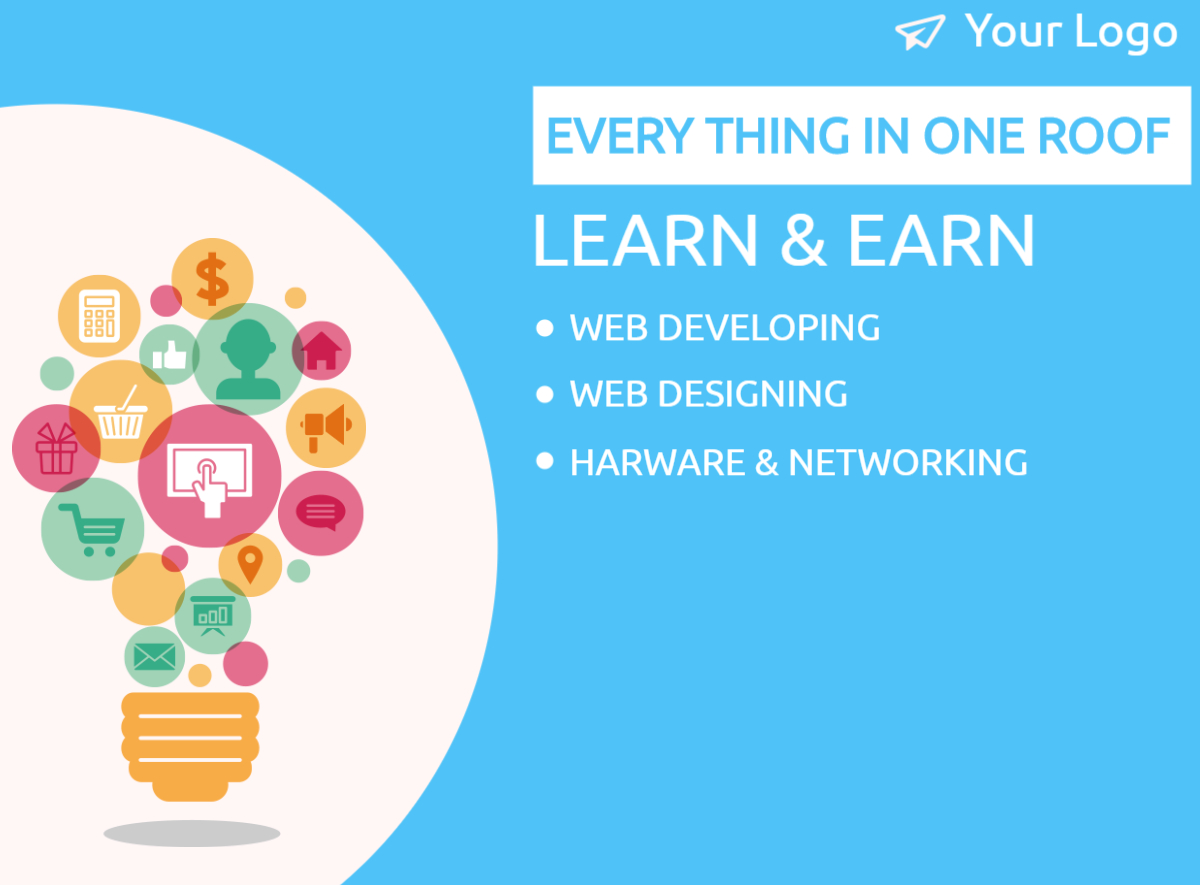 Your Logo
EVERY THING IN ONE ROOF
LEARN & EARN
• WEB DEVELOPING
• WEB DESIGNING
• HARWARE & NETWORKING